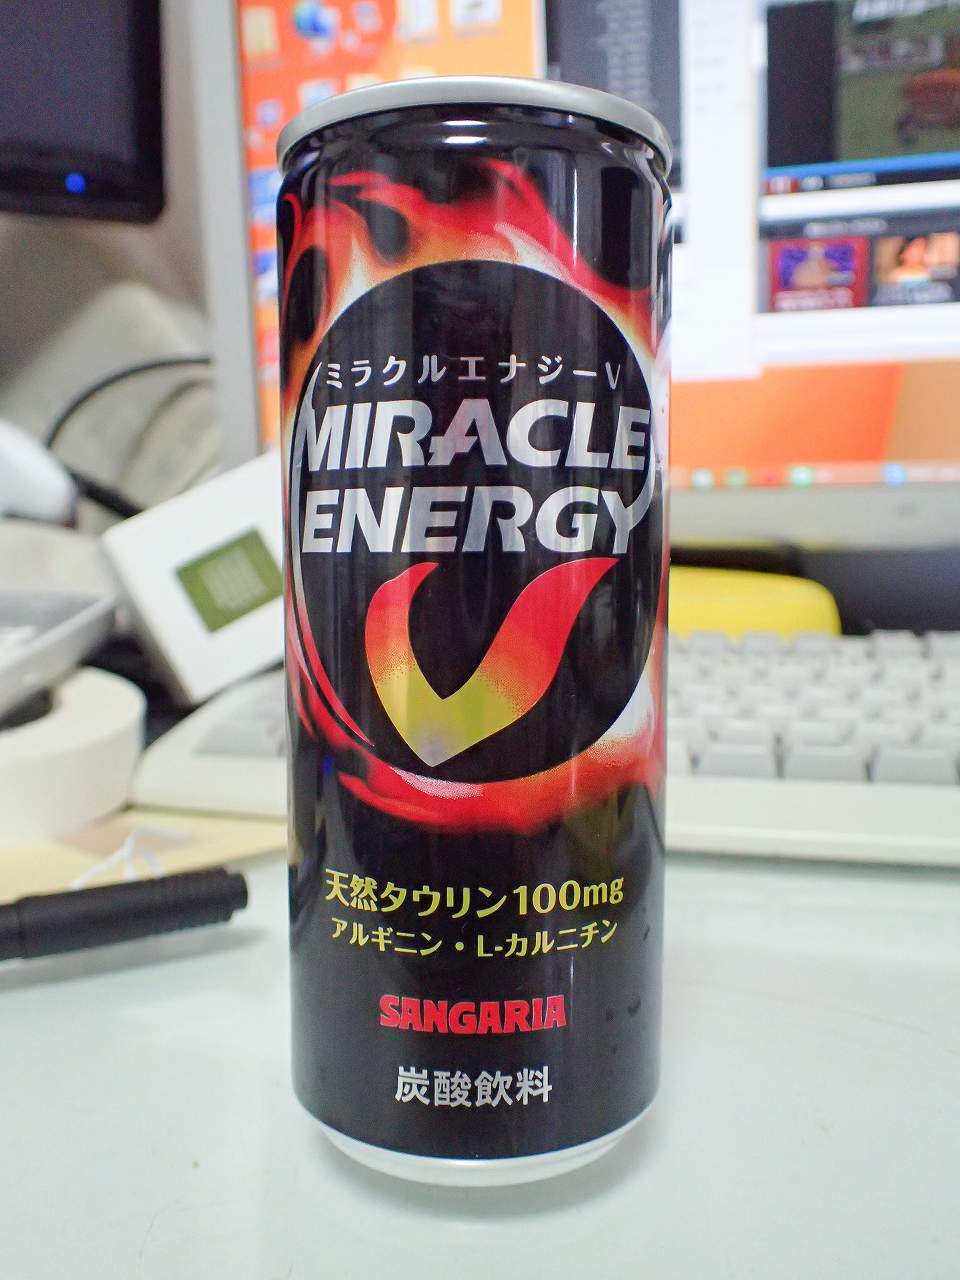 ミラクルエナジーV
MIRACLE
ENERGY
V
天然タウリン100mg
アルギニン・L-カルニチン
SANGARIA
炭酸飲料